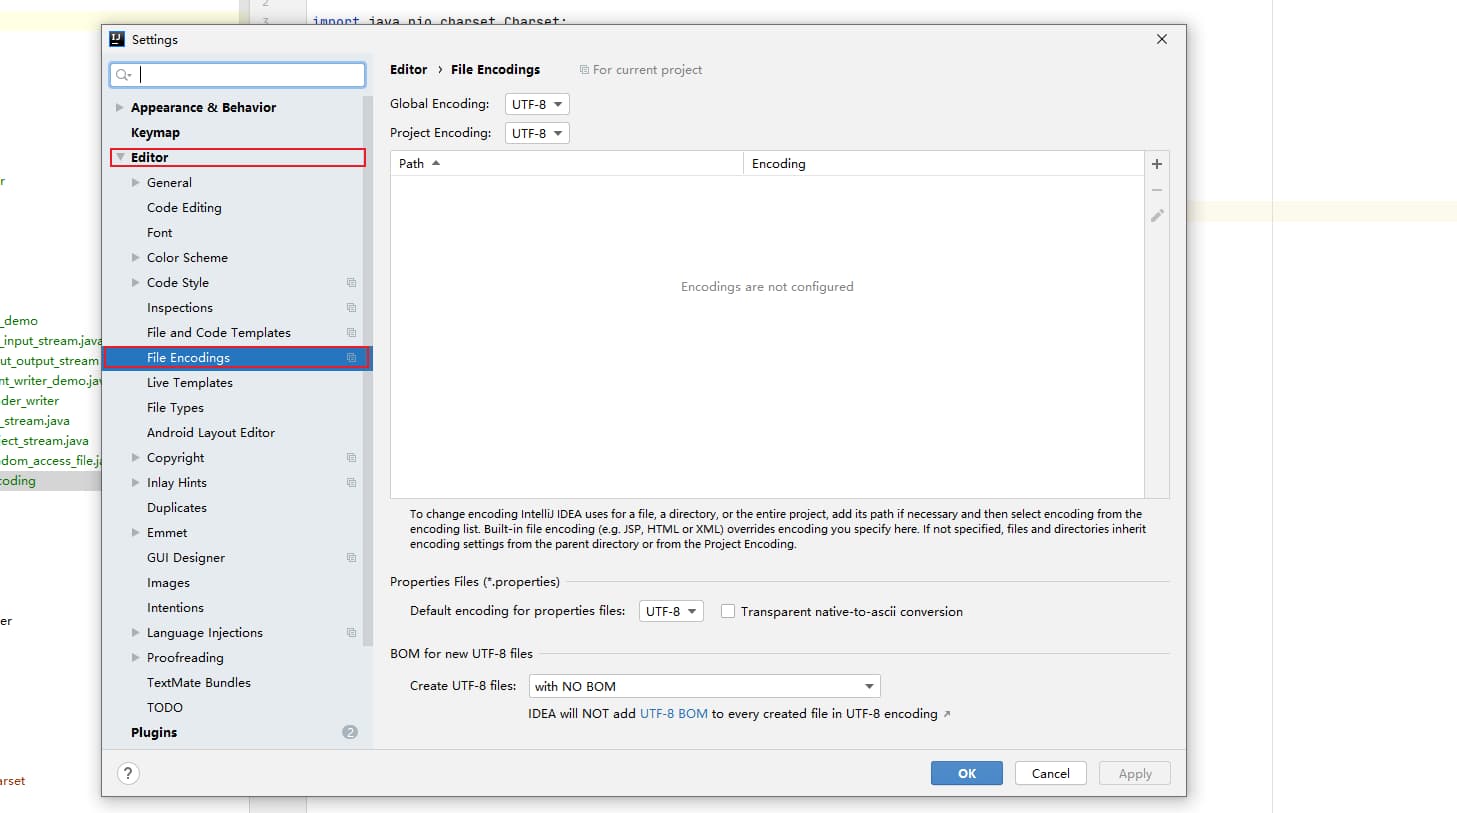 2
3
import java.nio.charset.Charset;
Settings
Appearance & Behavior
Keymap
Editor
General
Code Editing
Font
Color Scheme
Code Style
Inspections
File and Code Templates
File Encodings
Live Templates
File Types
Android Layout Editor
Copyright
Inlay Hints
Duplicates
Emmet
GUI Designer
Images
Intentions
Language Injections
Proofreading
TextMate Bundles
TODO
Plugins 2
Editor › File Encodings For current project
Global Encoding: UTF-8
Project Encoding: UTF-8
Path Encoding
Encodings are not configured
To change encoding IntelliJ IDEA uses for a file, a directory, or the entire project, add its path if necessary and then select encoding from the
encoding list. Built-in file encoding (e.g. JSP, HTML or XML) overrides encoding you specify here. If not specified, files and directories inherit
encoding settings from the parent directory or from the Project Encoding.
Properties Files (*.properties)
Default encoding for properties files: UTF-8 Transparent native-to-ascii conversion
BOM for new UTF-8 files
Create UTF-8 files: with NO BOM
IDEA will NOT add UTF-8 BOM to every created file in UTF-8 encoding ↗
? OK Cancel Apply
r
_demo
_input_stream.java
ut_output_stream
nt_writer_demo.jav
der_writer
_stream.java
ject_stream.java
dom_access_file.ja
coding
er
arset